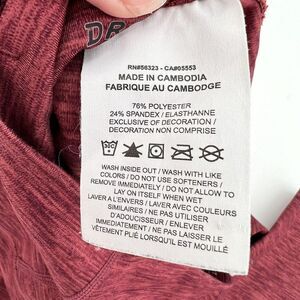 DR
RN#56323 - CA#05553
MADE IN CAMBODIA
FABRIQUE AU CAMBODGE
76% POLYESTER
24% SPANDEX / ELASTHANNE
EXCLUSIVE OF DECORATION /
DECORATION NON COMPRISE
WASH INSIDE OUT / WASH WITH LIKE
COLORS / DO NOT USE SOFTENERS /
REMOVE IMMEDIATELY / DO NOT ALLOW TO
LAY ON ITSELF WHEN WET
LAVER A L'ENVERS / LAVER AVEC COULEURS
SIMILAIRES / NE PAS UTILISER
D'ADOUCISSEUR / ENLEVER
IMMÉDIATEMENT / NE PAS LAISSER LE
VÊTEMENT PLIÉ LORSQU'IL EST MOUILLÉ